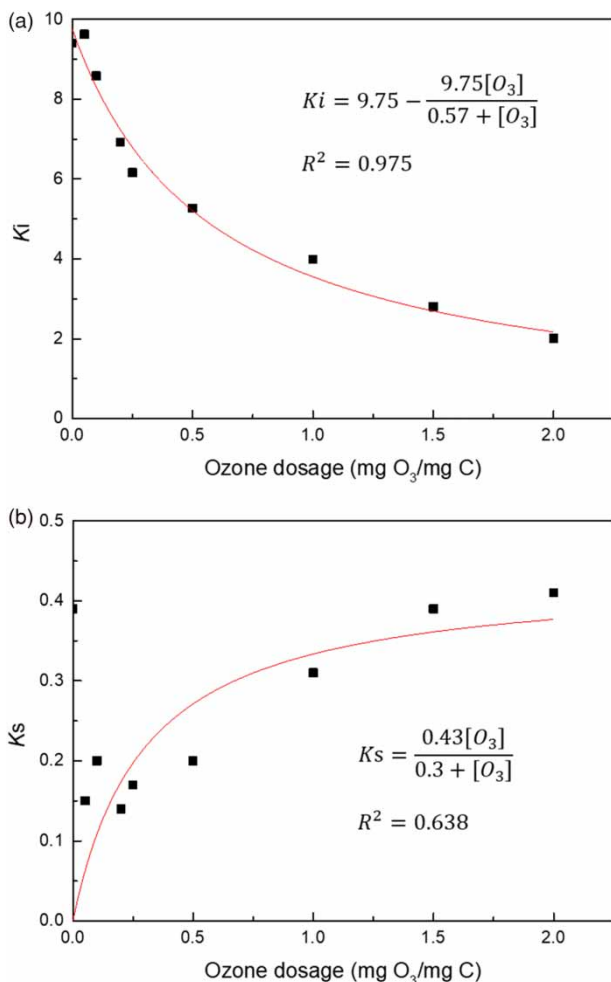 (a)
10
8
6
4
2
0
Ki
Ki = 9.75 − 9.75[O₃] / 0.57 + [O₃]
R² = 0.975
0.0 0.5 1.0 1.5 2.0
Ozone dosage (mg O₃/mg C)
(b)
0.5
0.4
0.3
0.2
0.1
0.0
Ks
Ks = 0.43[O₃] / 0.3 + [O₃]
R² = 0.638
0.0 0.5 1.0 1.5 2.0
Ozone dosage (mg O₃/mg C)